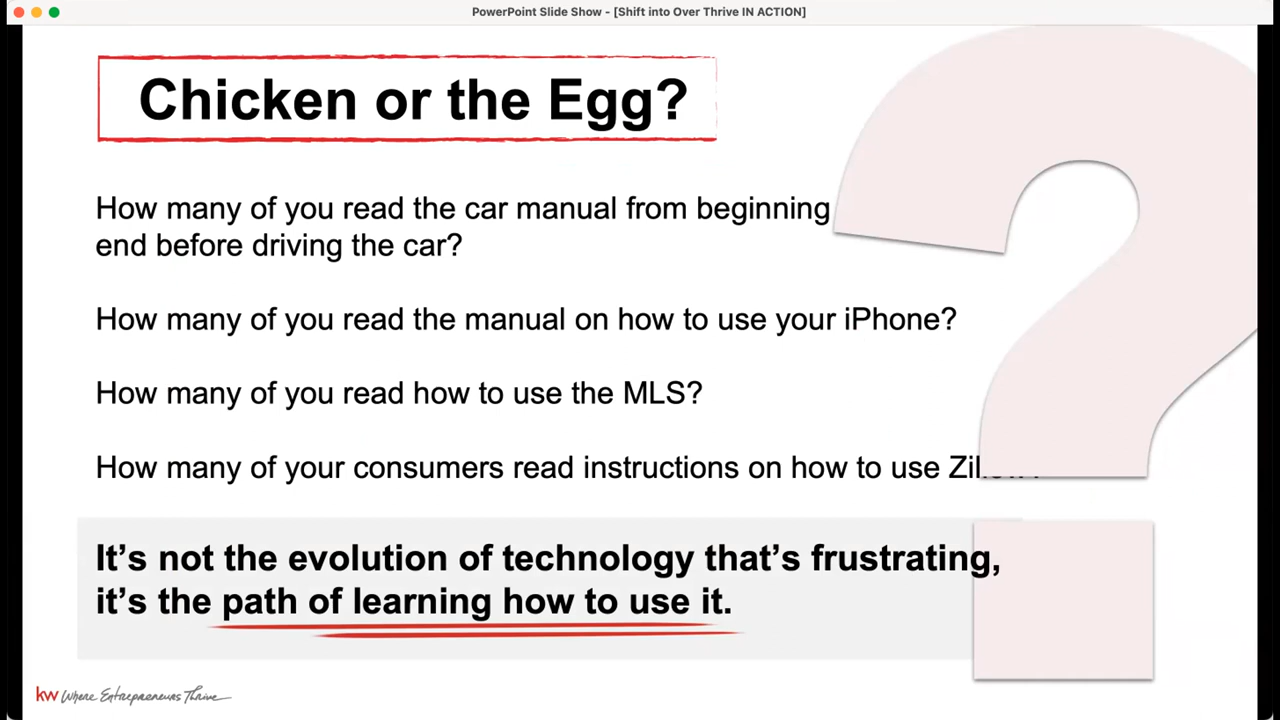 PowerPoint Slide Show - [Shift into Over Thrive IN ACTION]
Chicken or the Egg?
How many of you read the car manual from beginning
end before driving the car?
How many of you read the manual on how to use your iPhone?
How many of you read how to use the MLS?
How many of your consumers read instructions on how to use
It’s not the evolution of technology that’s frustrating,
it’s the path of learning how to use it.
kw Where Entrepreneurs Thrive
?